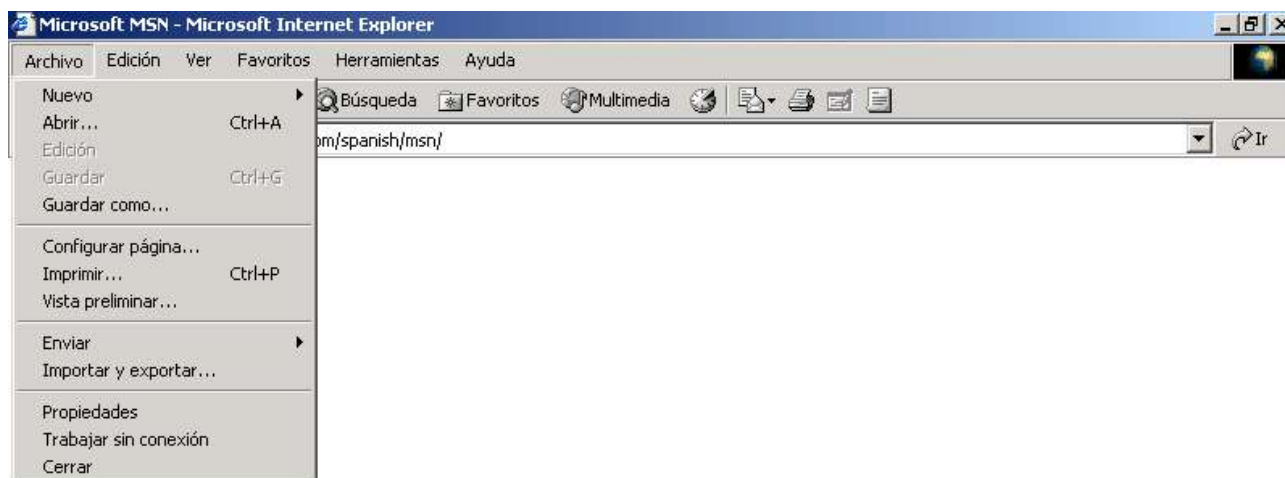 Microsoft MSN - Microsoft Internet Explorer
Archivo Edición Ver Favoritos Herramientas Ayuda
Búsqueda Favoritos Multimedia
om/spanish/msn/ Ir
Nuevo
Abrir... Ctrl+A
Edición
Guardar Ctrl+G
Guardar como...
Configurar página...
Imprimir... Ctrl+P
Vista preliminar...
Enviar
Importar y exportar...
Propiedades
Trabajar sin conexión
Cerrar